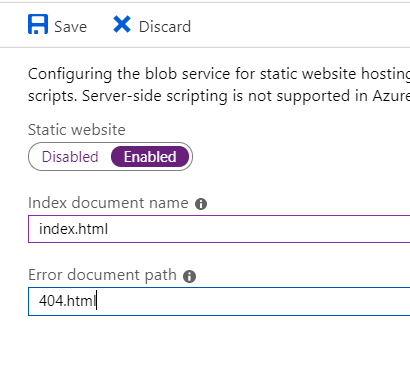 Save Discard
Configuring the blob service for static website hosting
scripts. Server-side scripting is not supported in Azure
Static website
Disabled Enabled
Index document name
index.html
Error document path
404.html